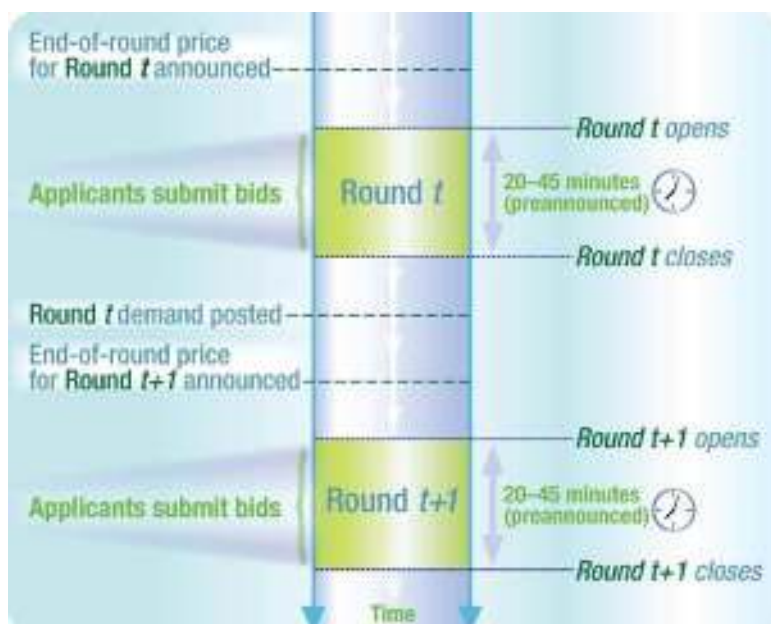 End-of-round price
for Round t announced
Round t opens
Applicants submit bids
Round t
20–45 minutes
(preannounced)
Round t closes
Round t demand posted
End-of-round price
for Round t+1 announced
Round t+1 opens
Applicants submit bids
Round t+1
20–45 minutes
(preannounced)
Round t+1 closes
Time